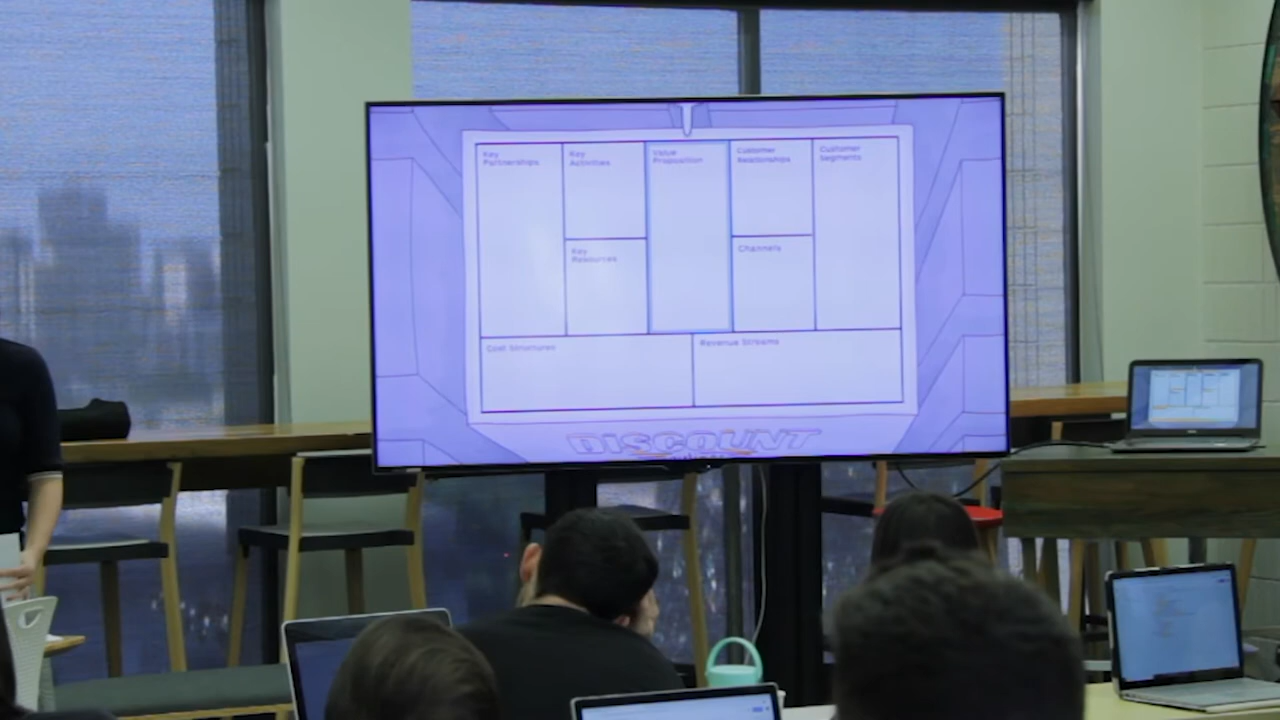 Key
Partnerships
Key
Activities
Value
Proposition
Customer
Relationships
Customer
Segments
Key
Resources
Channels
Cost Structures
Revenue Streams
DISCOUNT